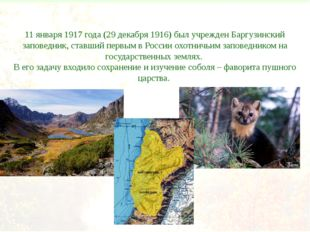 11 января 1917 года (29 декабря 1916) был учрежден Баргузинский
заповедник, ставший первым в России охотничьим заповедником на
государственных землях.
В его задачу входило сохранение и изучение соболя – фаворита пушного
царства.